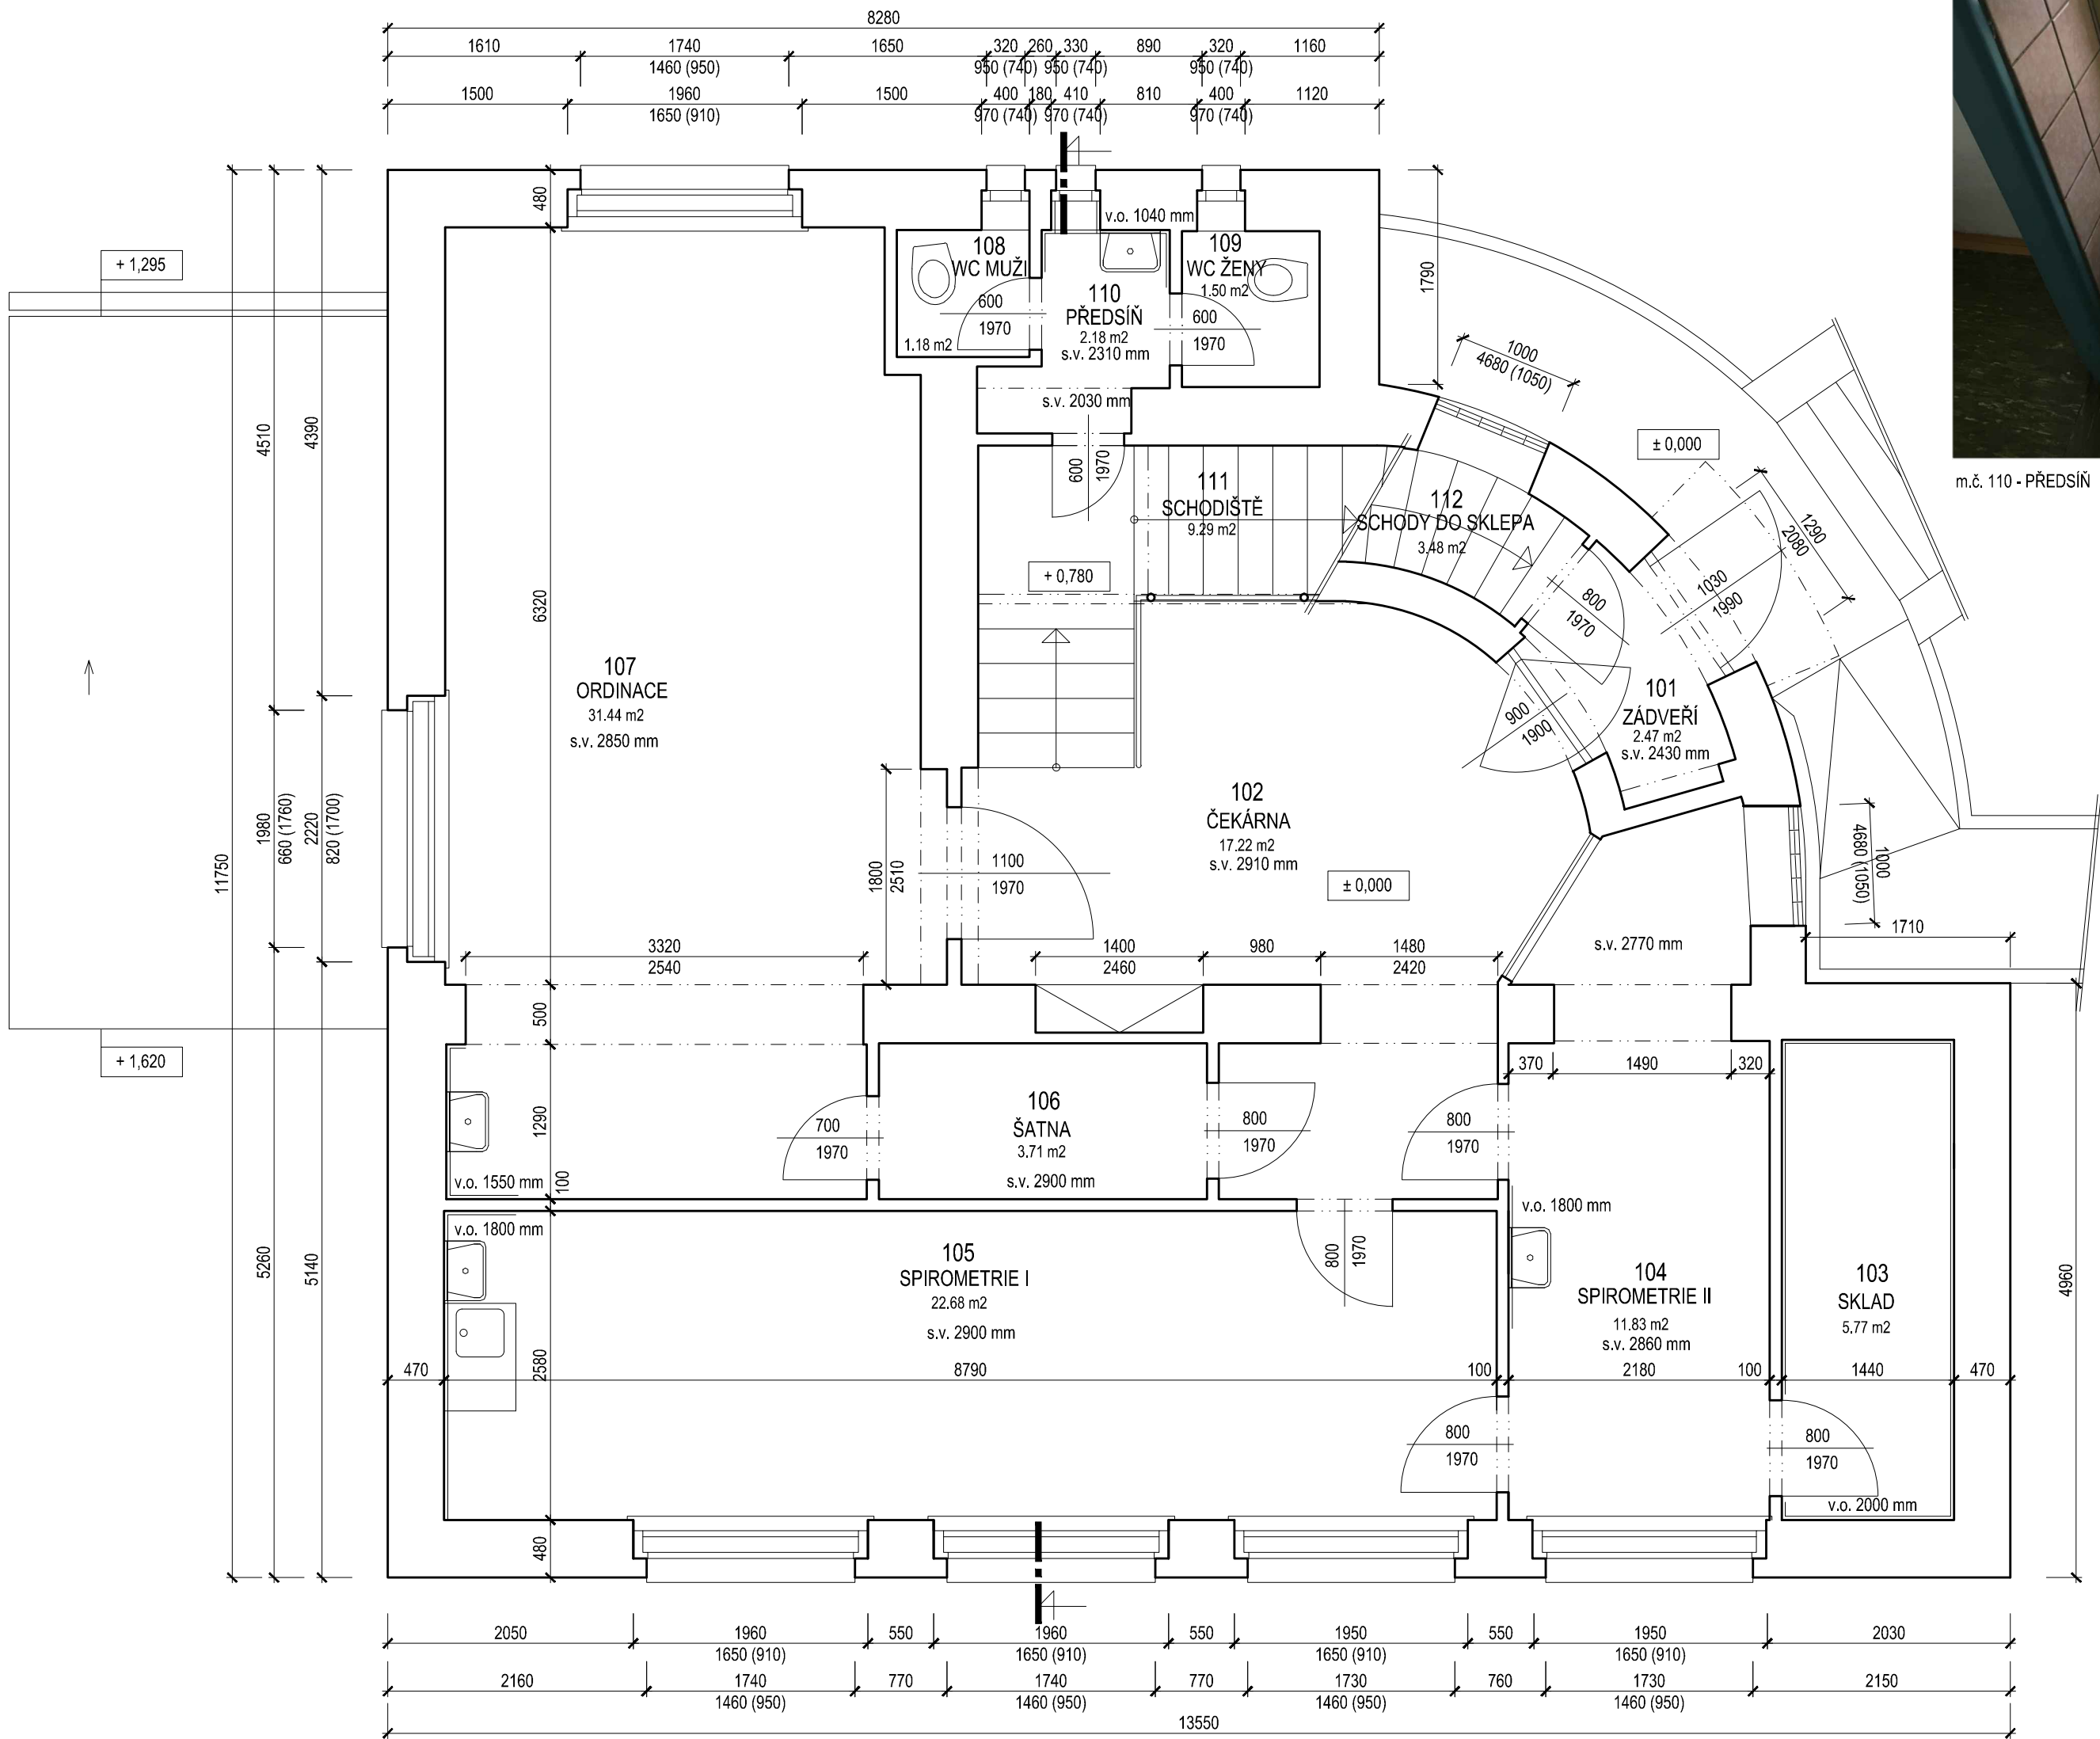 8280
1610 1740 1650 320 260 330 890 320 1160
1460 (950) 950 (740) 950 (740) 950 (740)
1500 1960 1500 400 180 410 810 400 1120
1650 (910) 970 (740) 970 (740) 970 (740)
+ 1,295
+ 1,620
11750
4510
1980
660 (1760)
5260
4390
2220
820 (1700)
5140
480
6320
500
1290
100
2580
480
107
ORDINACE
31.44 m2
s.v. 2850 mm
108
WC MUŽI
1.18 m2
600
1970
v.o. 1040 mm
110
PŘEDSÍŇ
2.18 m2
s.v. 2310 mm
s.v. 2030 mm
600
1970
109
WC ŽENY
1.50 m2
600
1970
1790
1000
4680 (1050)
± 0,000
m.č. 110 - PŘEDSÍŇ
111
SCHODIŠTĚ
9.29 m2
112
SCHODY DO SKLEPA
3.48 m2
+ 0,780
1290
2080
1030
1990
800
1970
900
1900
101
ZÁDVEŘÍ
2.47 m2
s.v. 2430 mm
102
ČEKÁRNA
17.22 m2
s.v. 2910 mm
± 0,000
1800
2510
1100
1970
1000
4680 (1050)
s.v. 2770 mm
1710
3320
2540
1400
2460
980
1480
2420
370 1490 320
v.o. 1550 mm
700
1970
106
ŠATNA
3.71 m2
s.v. 2900 mm
800
1970
800
1970
v.o. 1800 mm
105
SPIROMETRIE I
22.68 m2
s.v. 2900 mm
800
1970
v.o. 1800 mm
104
SPIROMETRIE II
11.83 m2
s.v. 2860 mm
103
SKLAD
5.77 m2
4960
470 8790 100 2180 100 1440 470
800
1970
800
1970
v.o. 2000 mm
2050 1960 550 1960 550 1950 550 1950 2030
1650 (910) 1650 (910) 1650 (910) 1650 (910)
2160 1740 770 1740 770 1730 760 1730 2150
1460 (950) 1460 (950) 1460 (950) 1460 (950)
13550